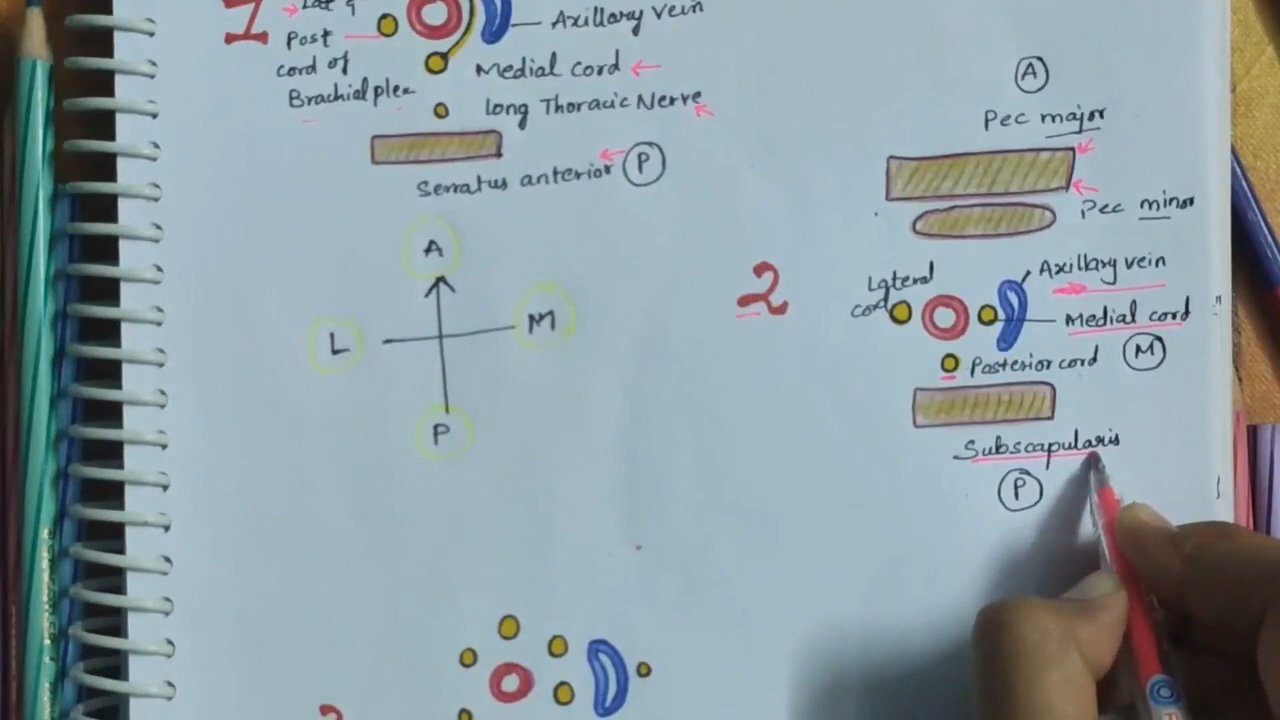 1
Post
cord of
Brachial plex
Axillary vein
Medial cord
long Thoracic Nerve
Serratus anterior
P
A
L
M
P
2
A
Pec major
Pec minor
Lateral
cord
Axillary vein
Medial cord
M
Posterior cord
Subscapularis
P